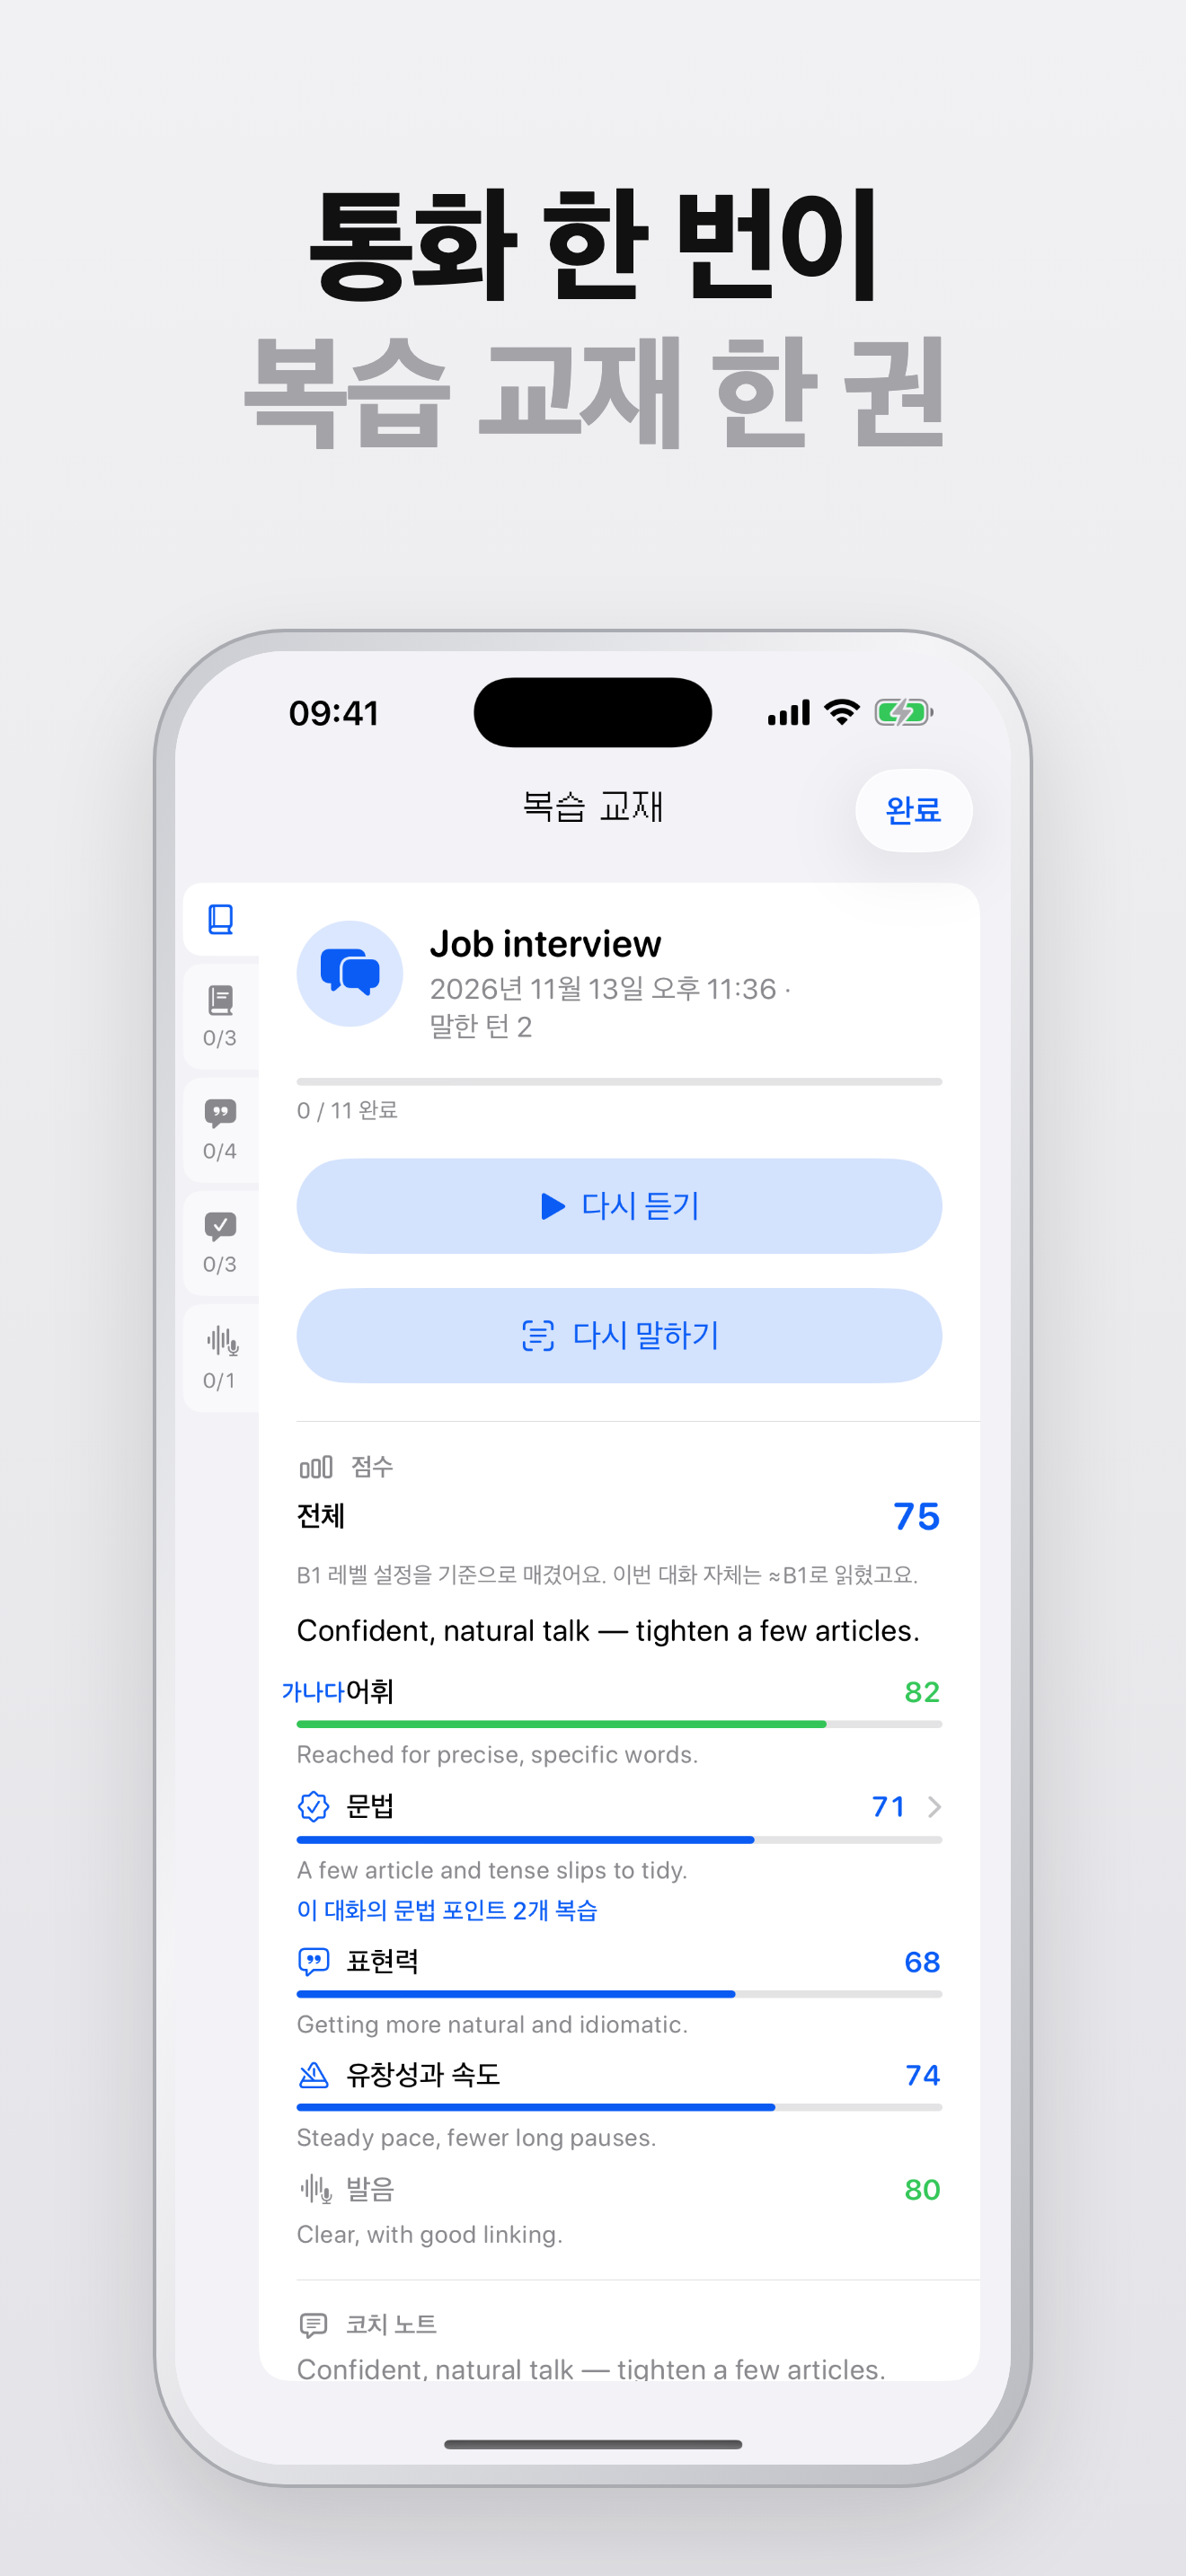 통화 한 번이
복습 교재 한 권
09:41
복습 교재
완료
Job interview
2026년 11월 13일 오후 11:36 ·
말한 턴 2
0/3
0 / 11 완료
0/4
다시 듣기
0/3
다시 말하기
0/1
점수
전체 75
B1 레벨 설정을 기준으로 매겼어요. 이번 대화 자체는 ≈B1로 읽혔고요.
Confident, natural talk — tighten a few articles.
가나다 어휘 82
Reached for precise, specific words.
문법 71
A few article and tense slips to tidy.
이 대화의 문법 포인트 2개 복습
표현력 68
Getting more natural and idiomatic.
유창성과 속도 74
Steady pace, fewer long pauses.
발음 80
Clear, with good linking.
코치 노트
Confident, natural talk — tighten a few articles.